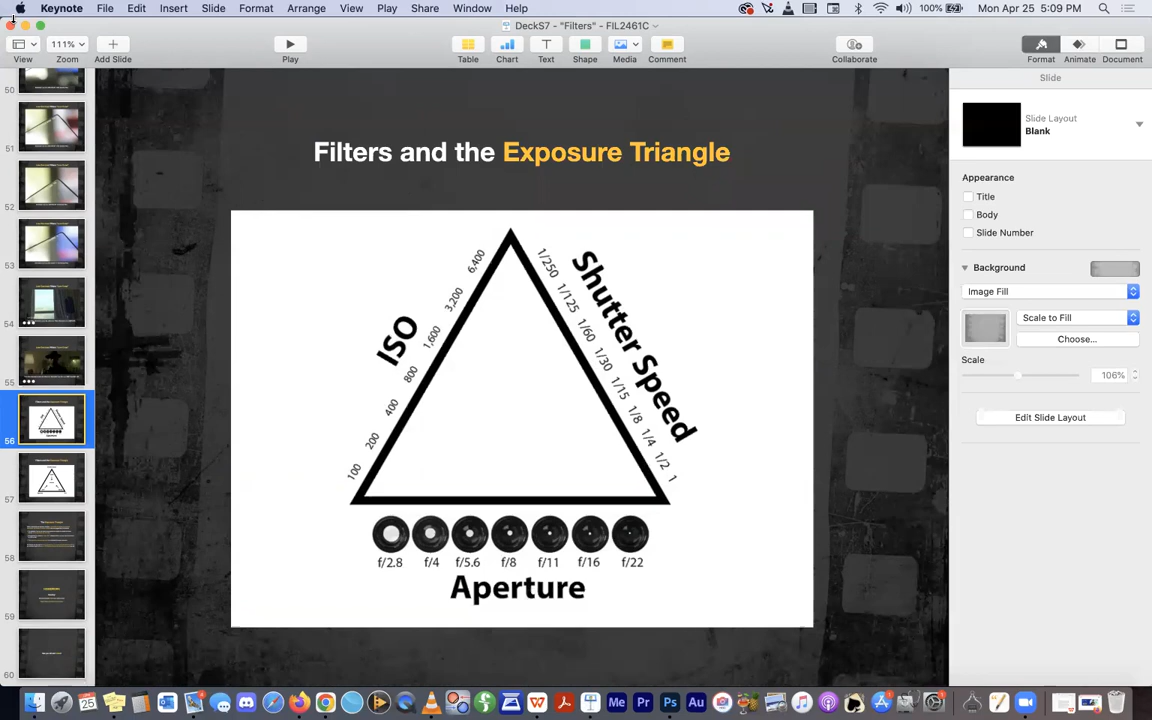 Keynote File Edit Insert Slide Format Arrange View Play Share Window Help 100% Mon Apr 25 5:09 PM
DeckS7 - "Filters" - FIL2461C
111%
View Zoom Add Slide Play Table Chart Text Shape Media Comment Collaborate Format Animate Document
Slide
50
51
52
53
54
55
56
57
58
59
60
Filters and the Exposure Triangle
ISO
6,400
3,200
1,600
800
400
200
100
Shutter Speed
1/250
1/125
1/60
1/30
1/15
1/8
1/4
1/2
1
f/2.8 f/4 f/5.6 f/8 f/11 f/16 f/22
Aperture
Slide Layout
Blank
Appearance
Title
Body
Slide Number
Background
Image Fill
Scale to Fill
Choose...
Scale
106%
Edit Slide Layout
25
Me Pr Ps Au